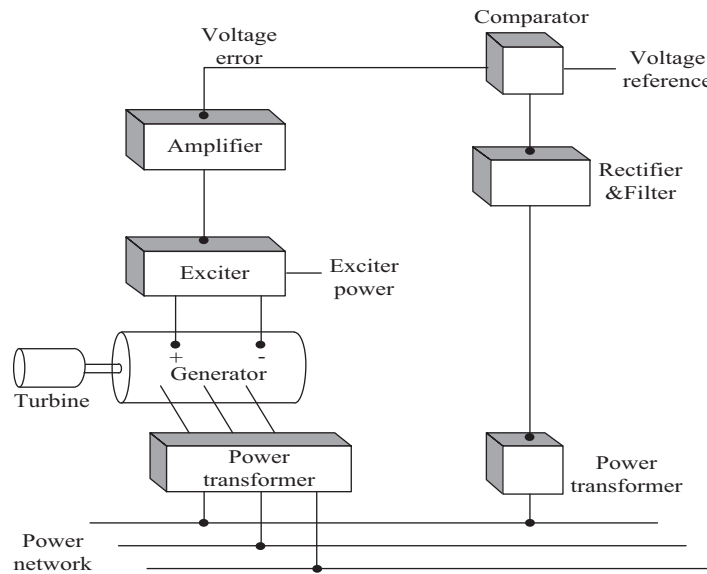 Comparator
Voltage
error
Voltage
reference
Amplifier
Rectifier
&Filter
Exciter
Exciter
power
+ -
Generator
Turbine
Power
transformer
Power
transformer
Power
network